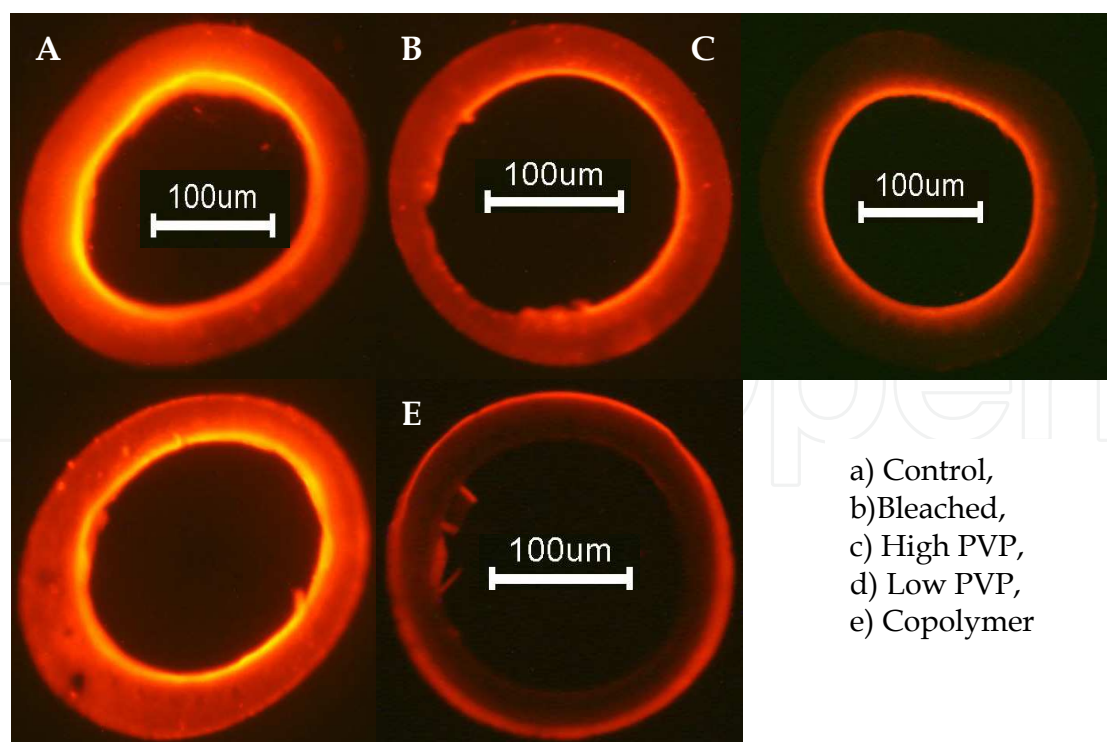 A
B
C
100um
100um
100um
E
100um
a) Control,
b)Bleached,
c) High PVP,
d) Low PVP,
e) Copolymer